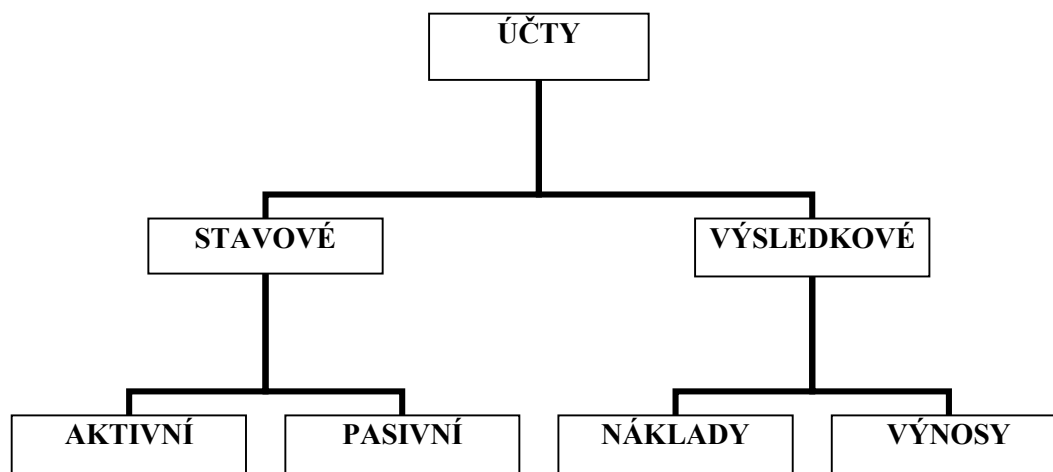 ÚČTY
STAVOVÉ
VÝSLEDKOVÉ
AKTIVNÍ
PASIVNÍ
NÁKLADY
VÝNOSY